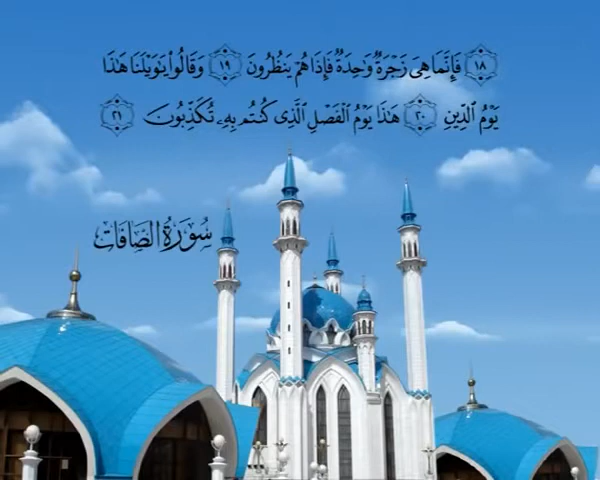 ۝١٨ فَإِنَّمَا هِىَ زَجْرَةٌ وَٰحِدَةٌ فَإِذَا هُمْ يَنظُرُونَ ۝١٩ وَقَالُوا۟ يَٰوَيْلَنَا هَٰذَا
يَوْمُ ٱلدِّينِ ۝٢٠ هَٰذَا يَوْمُ ٱلْفَصْلِ ٱلَّذِى كُنتُم بِهِۦ تُكَذِّبُونَ ۝٢١
سُورَةُ الصَّافَاتِ